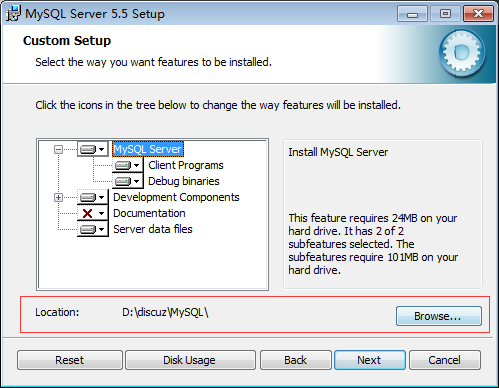 MySQL Server 5.5 Setup
Custom Setup
Select the way you want features to be installed.
Click the icons in the tree below to change the way features will be installed.
MySQL Server
Client Programs
Debug binaries
Development Components
Documentation
Server data files
Install MySQL Server
This feature requires 24MB on your
hard drive. It has 2 of 2
subfeatures selected. The
subfeatures require 101MB on your
hard drive.
Location: D:\discuz\MySQL\
Browse...
Reset Disk Usage Back Next Cancel